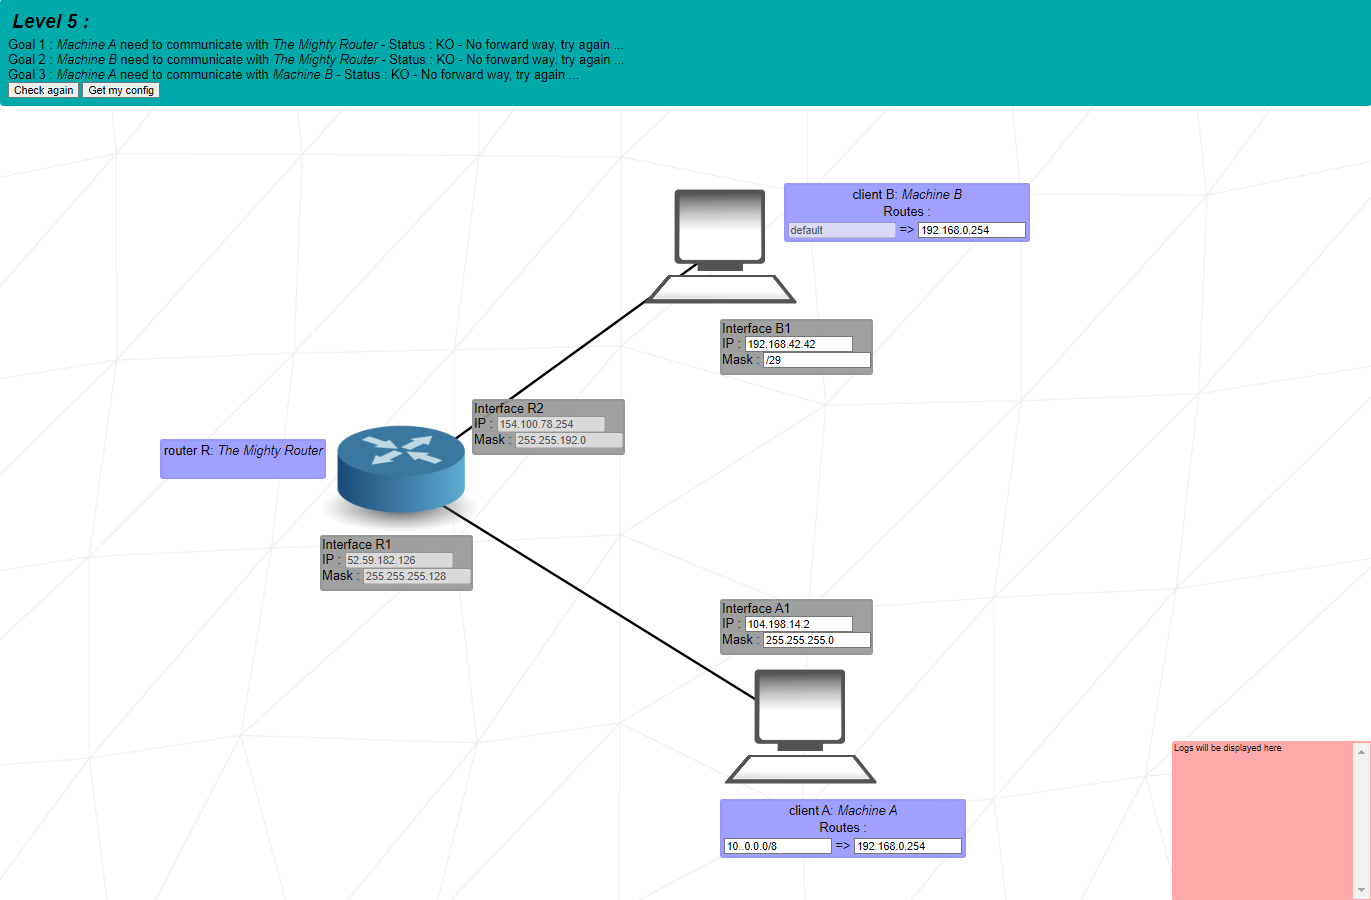 Level 5 :
Goal 1 : Machine A need to communicate with The Mighty Router - Status : KO - No forward way, try again ...
Goal 2 : Machine B need to communicate with The Mighty Router - Status : KO - No forward way, try again ...
Goal 3 : Machine A need to communicate with Machine B - Status : KO - No forward way, try again ...
Check again Get my config
client B: Machine B
Routes :
default => 192.168.0.254
Interface B1
IP : 192.168.42.42
Mask : /29
Interface R2
IP : 154.100.78.254
Mask : 255.255.192.0
router R: The Mighty Router
Interface R1
IP : 52.59.182.126
Mask : 255.255.255.128
Interface A1
IP : 104.198.14.2
Mask : 255.255.255.0
client A: Machine A
Routes :
10..0.0.0/8 => 192.168.0.254
Logs will be displayed here